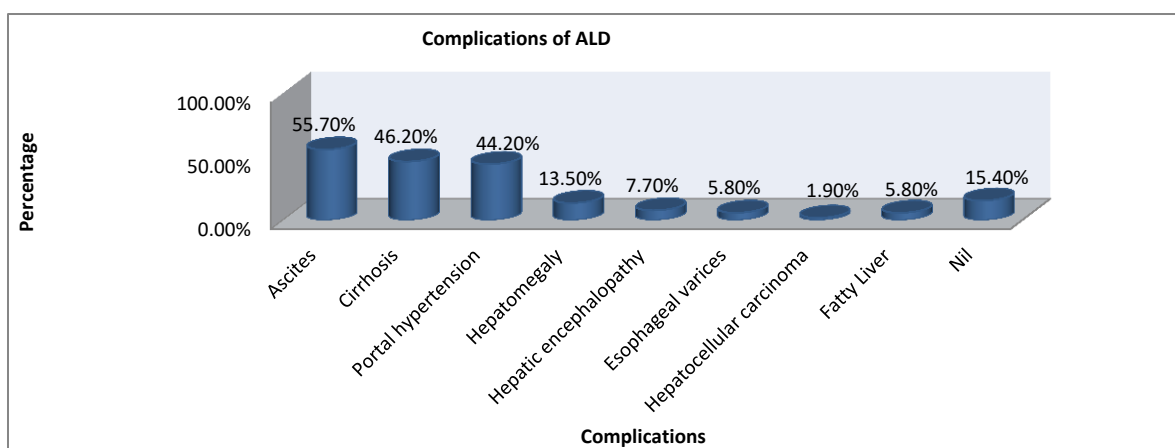 Complications of ALD
Percentage
100.00%
50.00%
0.00%
55.70%
46.20%
44.20%
13.50%
7.70%
5.80%
1.90%
5.80%
15.40%
Ascites
Cirrhosis
Portal hypertension
Hepatomegaly
Hepatic encephalopathy
Esophageal varices
Hepatocellular carcinoma
Fatty Liver
Nil
Complications